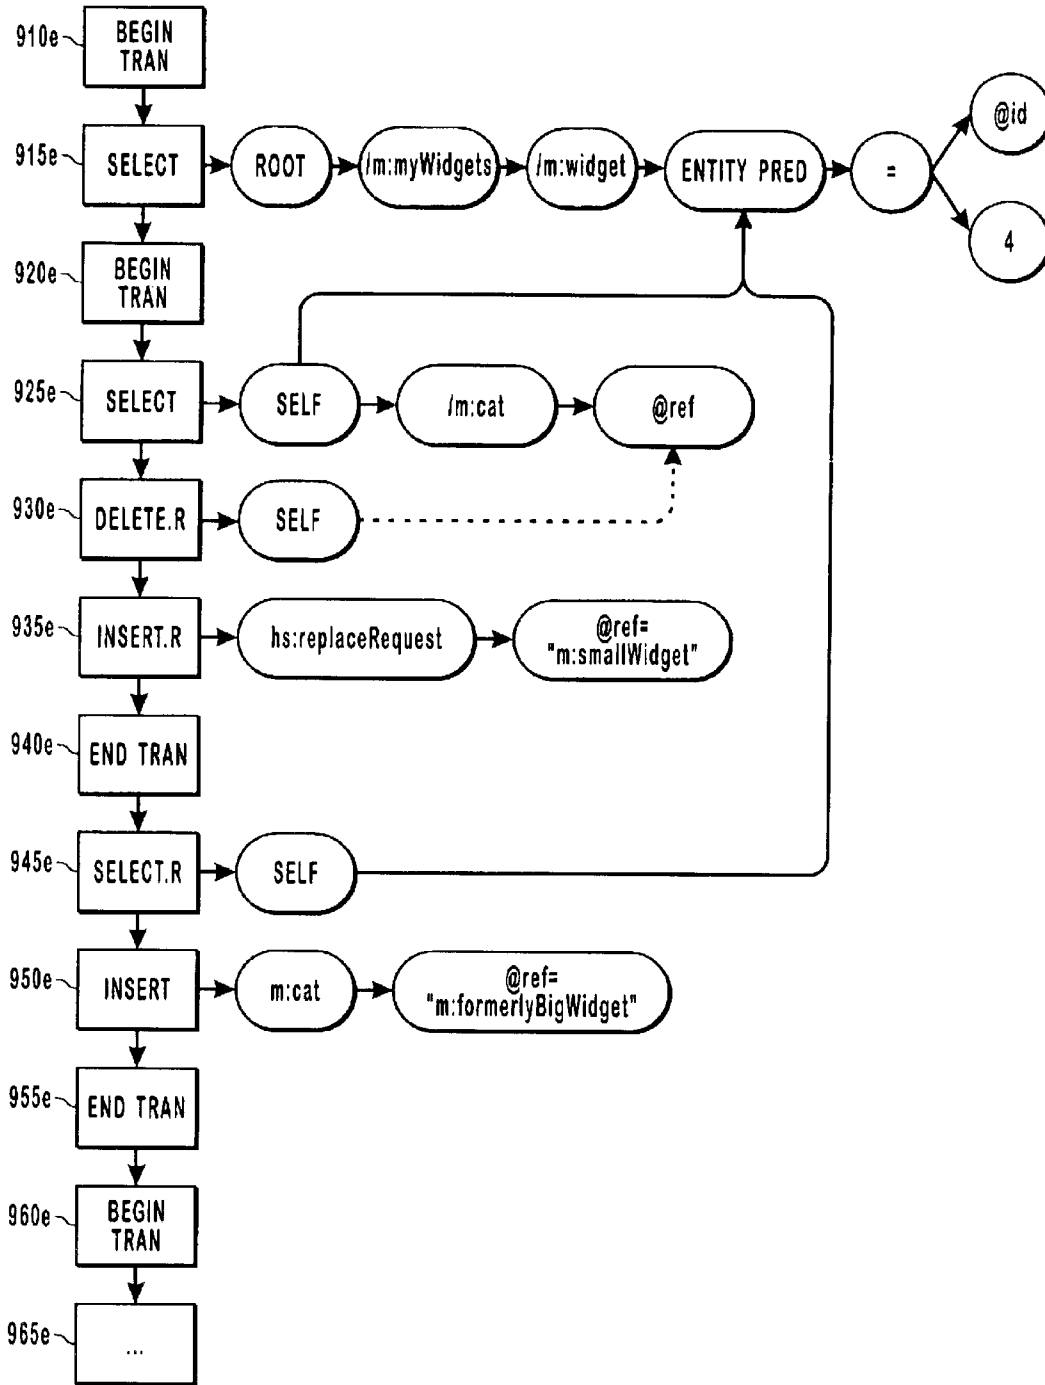 910e
BEGIN
TRAN
@id
915e
SELECT
ROOT
/m:myWidgets
/m:widget
ENTITY PRED
=
4
920e
BEGIN
TRAN
925e
SELECT
SELF
/m:cat
@ref
930e
DELETE.R
SELF
935e
INSERT.R
hs:replaceRequest
@ref=
"m:smallWidget"
940e
END TRAN
945e
SELECT.R
SELF
950e
INSERT
m:cat
@ref=
"m:formerlyBigWidget"
955e
END TRAN
960e
BEGIN
TRAN
965e
...